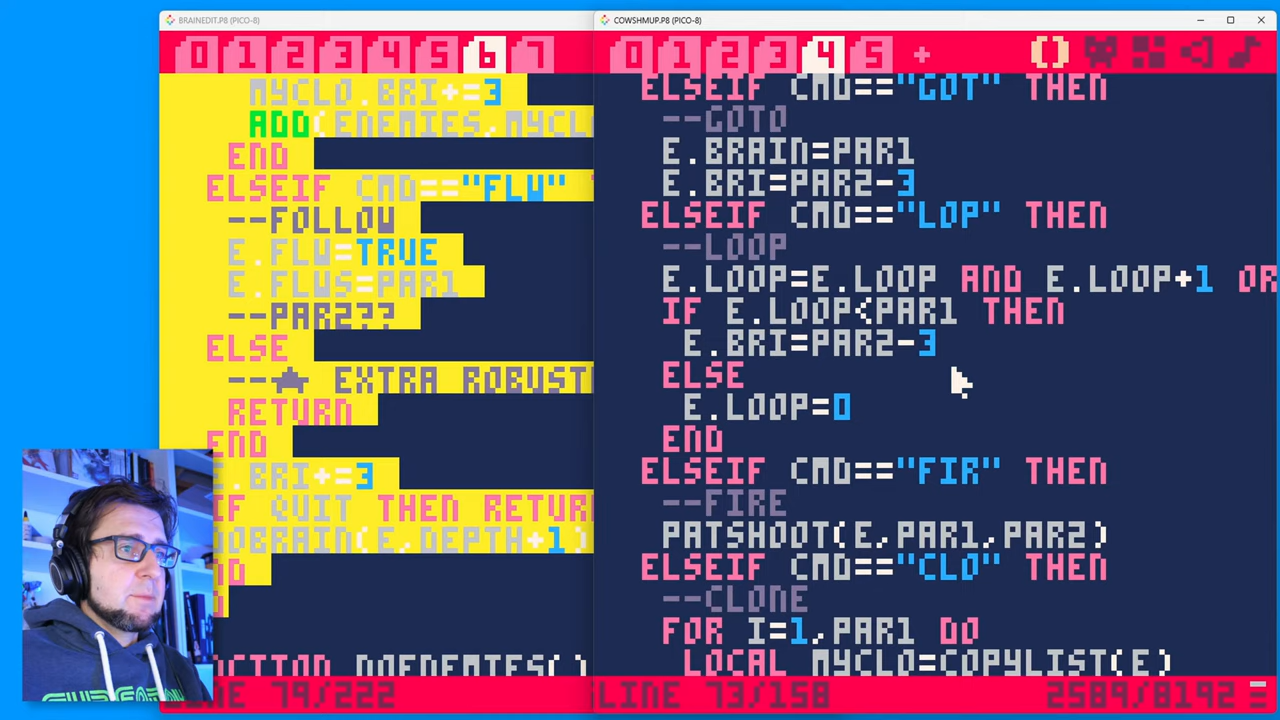 BRAINEDIT.P8 (PICO-8)
0 1 2 3 4 5 6 7
MYCLO.BRI+=3
ADD(ENEMIES,MYCL
END
ELSEIF CMD=="FLW"
--FOLLOW
E.FLW=TRUE
E.FLWS=PAR1
--PAR2??
ELSE
-- EXTRA ROBUST
RETURN
END
.BRI+=3
IF QUIT THEN RETURN
OBRAIN(E,DEPTH+1)
LINE 79/222
COWSHMUP.P8 (PICO-8)
0 1 2 3 4 5 +
ELSEIF CMD=="GOT" THEN
--GOTO
E.BRAIN=PAR1
E.BRI=PAR2-3
ELSEIF CMD=="LOP" THEN
--LOOP
E.LOOP=E.LOOP AND E.LOOP+1 OR
IF E.LOOP<PAR1 THEN
E.BRI=PAR2-3
ELSE
E.LOOP=0
END
ELSEIF CMD=="FIR" THEN
--FIRE
PATSHOOT(E,PAR1,PAR2)
ELSEIF CMD=="CLO" THEN
--CLONE
FOR I=1,PAR1 DO
LOCAL MYCLO=COPYLIST(E)
LINE 73/158 2589/8192